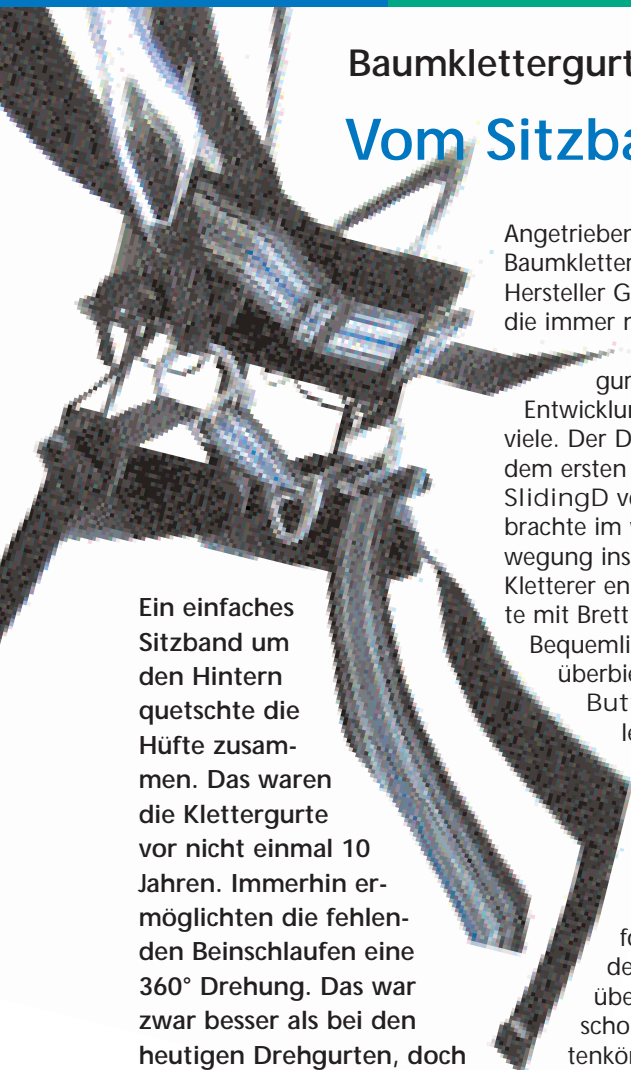 Baumklettergurt
Vom Sitzba
Ein einfaches
Sitzband um
den Hintern
quetschte die
Hüfte zusam-
men. Das waren
die Klettergurte
vor nicht einmal 10
Jahren. Immerhin er-
möglichten die fehlen-
den Beinschlaufen eine
360° Drehung. Das war
zwar besser als bei den
heutigen Drehgurten, doch
Angetrieben
Baumkletter
Hersteller G
die immer
gur
Entwicklun
viele. Der D
dem ersten
SlidingD v
brachte im
wegung ins
Kletterer en
te mit Brett
Bequemli
überbie
But
le
fo
de
übe
scho
tenkör